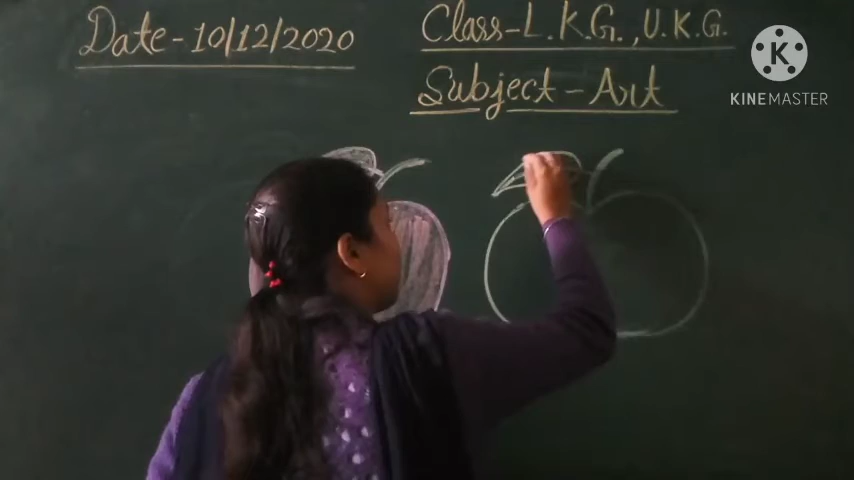 Date-10/12/2020
Class-L.K.G., U.K.G.
Subject-Art
K
KINEMASTER